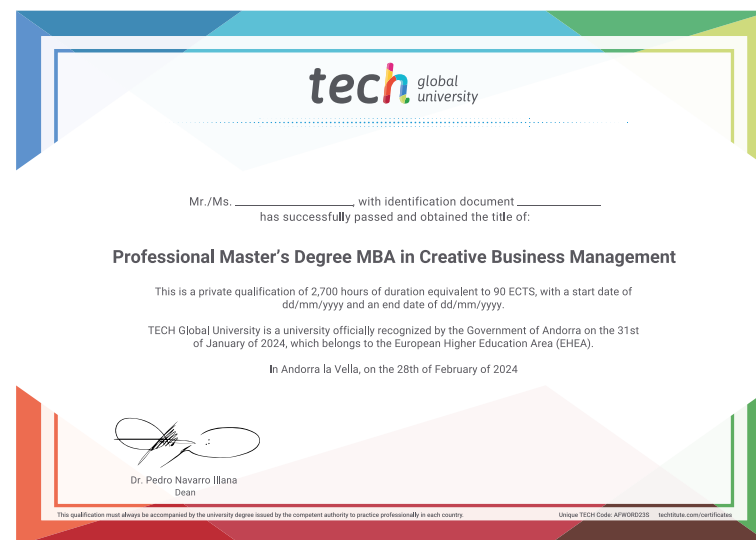 tech global university
Mr./Ms. ____________________, with identification document ______________
has successfully passed and obtained the title of:
Professional Master’s Degree MBA in Creative Business Management
This is a private qualification of 2,700 hours of duration equivalent to 90 ECTS, with a start date of
dd/mm/yyyy and an end date of dd/mm/yyyy.
TECH Global University is a university officially recognized by the Government of Andorra on the 31st
of January of 2024, which belongs to the European Higher Education Area (EHEA).
In Andorra la Vella, on the 28th of February of 2024
Dr. Pedro Navarro Illana
Dean
This qualification must always be accompanied by the university degree issued by the competent authority to practice professionally in each country.
Unique TECH Code: AFWORD23S techtitute.com/certificates